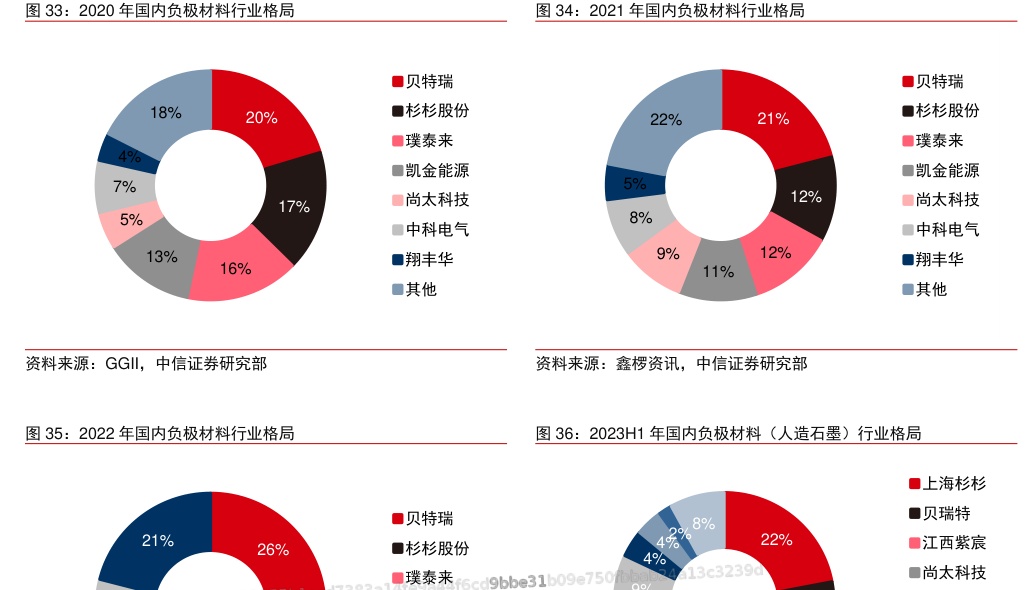 图 33：2020 年国内负极材料行业格局
20%
17%
16%
13%
5%
7%
4%
18%
贝特瑞
杉杉股份
璞泰来
凯金能源
尚太科技
中科电气
翔丰华
其他
资料来源：GGII，中信证券研究部
图 34：2021 年国内负极材料行业格局
21%
12%
12%
11%
9%
8%
5%
22%
贝特瑞
杉杉股份
璞泰来
凯金能源
尚太科技
中科电气
翔丰华
其他
资料来源：鑫椤资讯，中信证券研究部
图 35：2022 年国内负极材料行业格局
26%
21%
贝特瑞
杉杉股份
璞泰来
图 36：2023H1 年国内负极材料（人造石墨）行业格局
22%
8%
2%
4%
4%
9%
上海杉杉
贝瑞特
江西紫宸
尚太科技